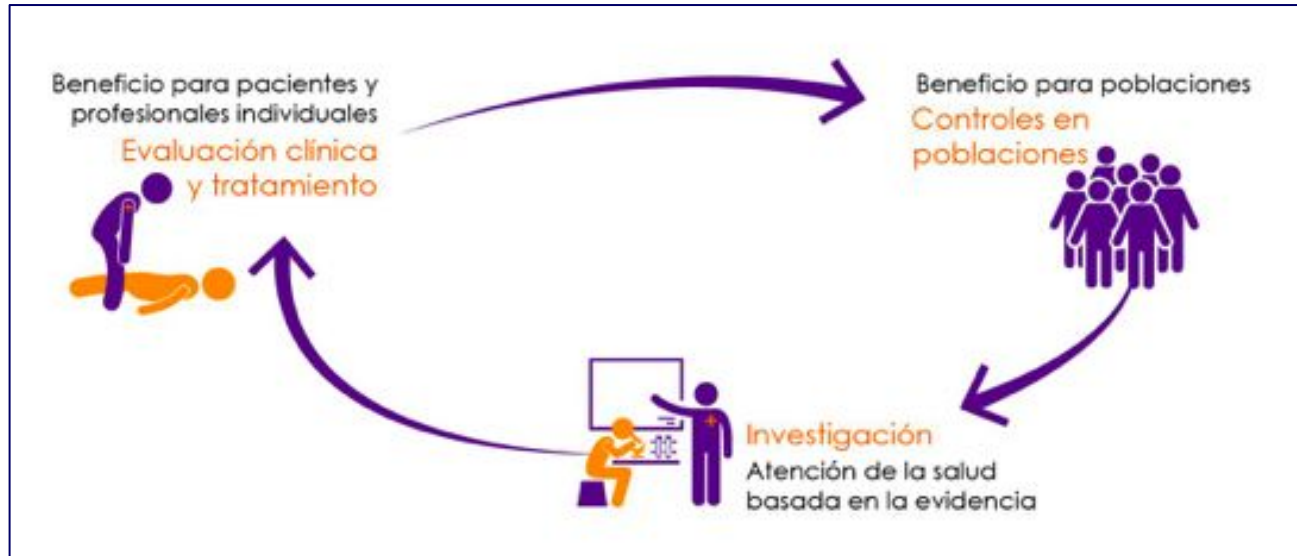 Beneficio para pacientes y
profesionales individuales
Evaluación clínica
y tratamiento
Beneficio para poblaciones
Controles en
poblaciones
Investigación
Atención de la salud
basada en la evidencia